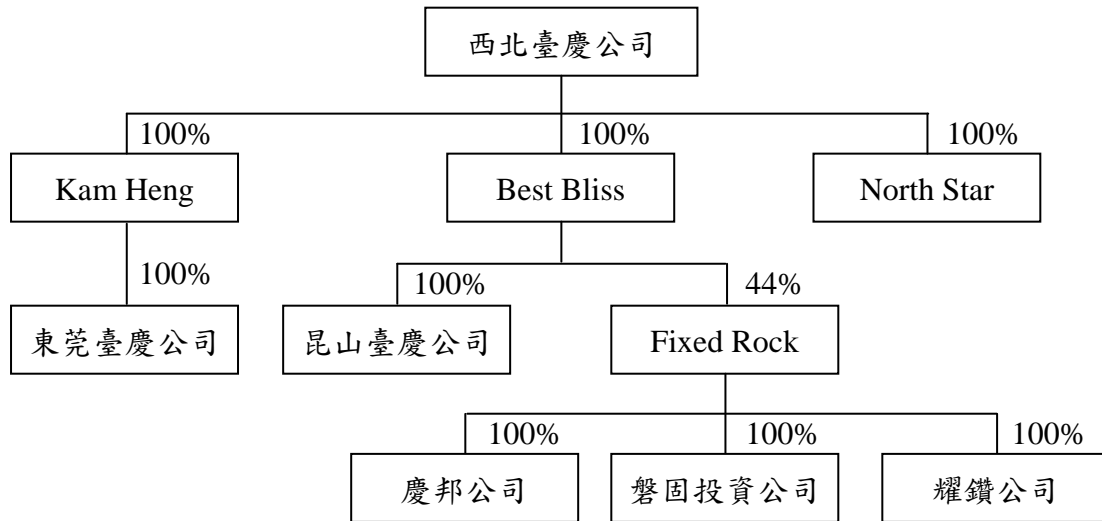 西北臺慶公司
100%
100%
100%
Kam Heng
Best Bliss
North Star
100%
100%
44%
東莞臺慶公司
昆山臺慶公司
Fixed Rock
100%
100%
100%
慶邦公司
磐固投資公司
耀鑽公司